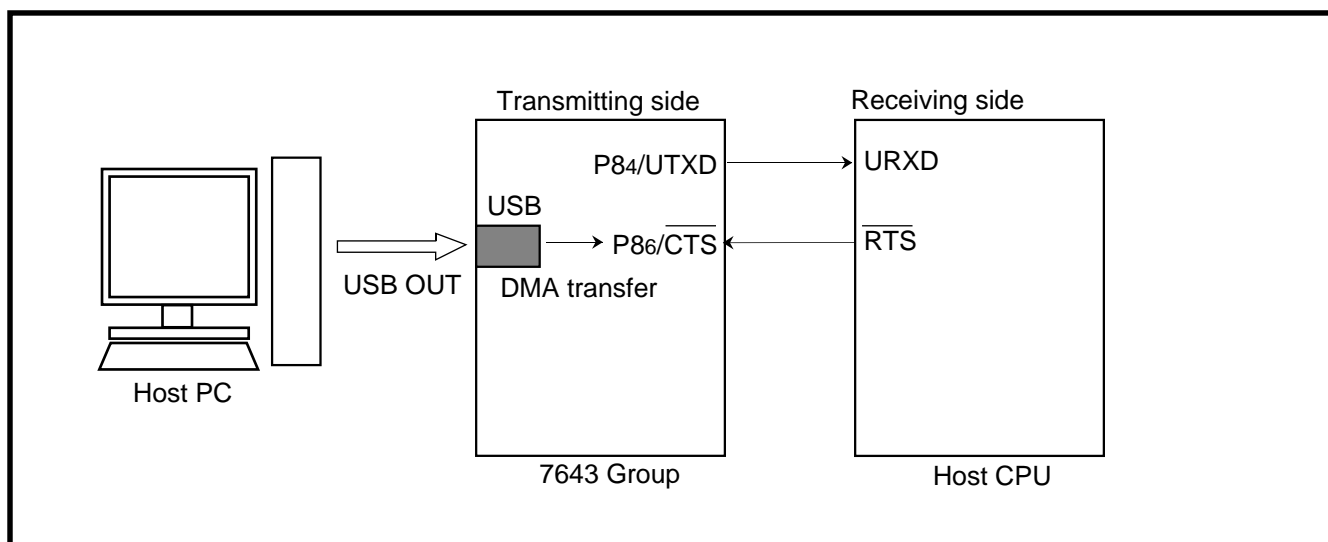 Transmitting side
Receiving side
P84/UTXD
URXD
USB
P86/CTS
RTS
USB OUT
DMA transfer
Host PC
7643 Group
Host CPU